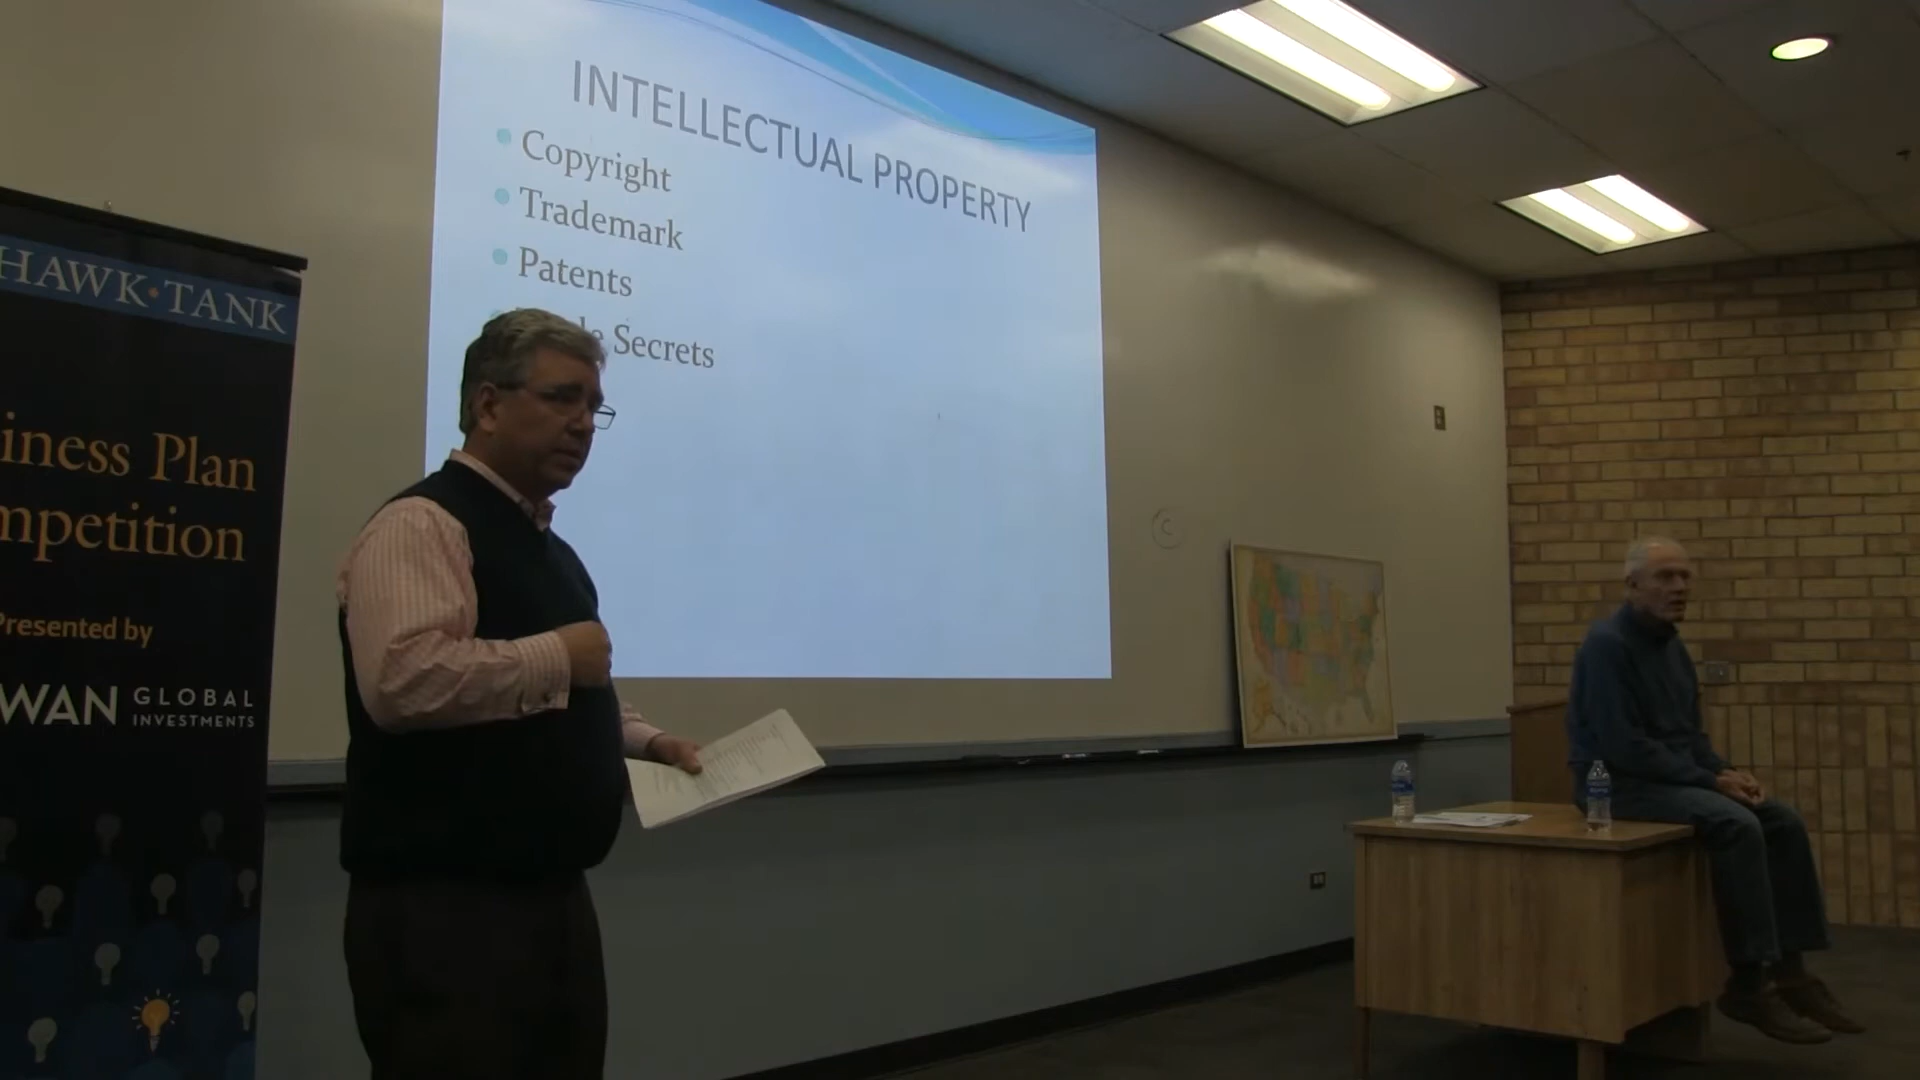 INTELLECTUAL PROPERTY
Copyright
Trademark
Patents
Secrets
HAWK•TANK
iness Plan
mpetition
Presented by
WAN GLOBAL
INVESTMENTS